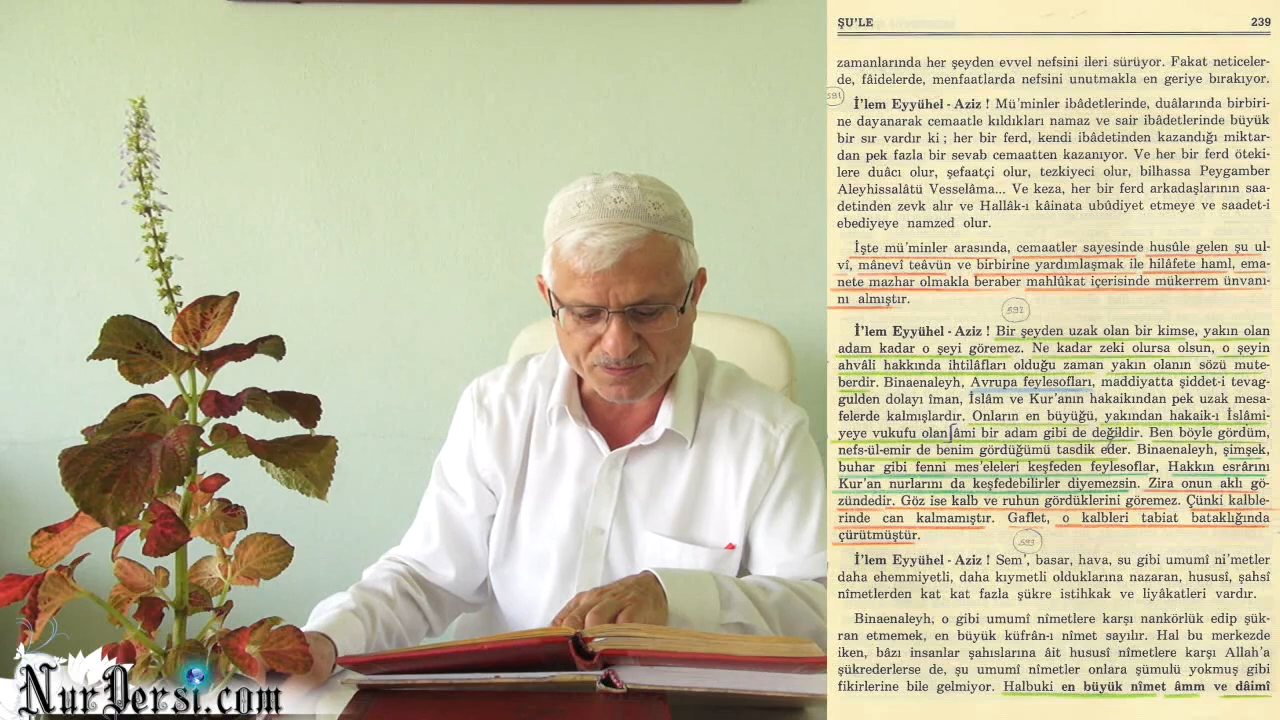 ŞU’LE 239
zamanlarında her şeyden evvel nefsini ileri sürüyor. Fakat neticeler-
de, fâidelerde, menfaatlarda nefsini unutmakla en geriye bırakıyor.
591
İ’lem Eyyühel - Aziz ! Mü’minler ibâdetlerinde, duâlarında birbiri-
ne dayanarak cemaatle kıldıkları namaz ve sair ibâdetlerinde büyük
bir sır vardır ki ; her bir ferd, kendi ibâdetinden kazandığı miktar-
dan pek fazla bir sevab cemaatten kazanıyor. Ve her bir ferd öteki-
lere duâcı olur, şefaatçi olur, tezkiyeci olur, bilhassa Peygamber
Aleyhissalâtü Vesselâma... Ve keza, her bir ferd arkadaşlarının saa-
detinden zevk alır ve Hallâk-ı kâinata ubûdiyet etmeye ve saadet-i
ebediyeye namzed olur.
İşte mü’minler arasında, cemaatler sayesinde husûle gelen şu ul-
vî, mânevî teâvün ve birbirine yardımlaşmak ile hilâfete haml, ema-
nete mazhar olmakla beraber mahlûkat içerisinde mükerrem ünvanı-
nı almıştır.
592
İ’lem Eyyühel - Aziz ! Bir şeyden uzak olan bir kimse, yakın olan
adam kadar o şeyi göremez. Ne kadar zeki olursa olsun, o şeyin
ahvâli hakkında ihtilâfları olduğu zaman yakın olanın sözü mute-
berdir. Binaenaleyh, Avrupa feylesofları, maddiyatta şiddet-i tevag-
gulden dolayı îman, İslâm ve Kur’anın hakaikından pek uzak mesa-
felerde kalmışlardır. Onların en büyüğü, yakından hakaik-ı İslâmi-
yeye vukufu olan âmi bir adam gibi de değildir. Ben böyle gördüm,
nefs-ül-emir de benim gördüğümü tasdik eder. Binaenaleyh, şimşek,
buhar gibi fenni mes’eleleri keşfeden feylesoflar, Hakkın esrârını
Kur’an nurlarını da keşfedebilirler diyemezsin. Zira onun aklı gö-
zündedir. Göz ise kalb ve ruhun gördüklerini göremez. Çünki kalble-
rinde can kalmamıştır. Gaflet, o kalbleri tabiat bataklığında
çürütmüştür.
593
İ’lem Eyyühel - Aziz ! Sem’, basar, hava, su gibi umumî ni’metler
daha ehemmiyetli, daha kıymetli olduklarına nazaran, hususî, şahsî
nîmetlerden kat kat fazla şükre istihkak ve liyâkatleri vardır.
Binaenaleyh, o gibi umumî nîmetlere karşı nankörlük edip şük-
ran etmemek, en büyük küfrân-ı nîmet sayılır. Hal bu merkezde
iken, bâzı insanlar şahıslarına âit hususî nîmetlere karşı Allah’a
şükrederlerse de, şu umumî nîmetler onlara şümulü yokmuş gibi
fikirlerine bile gelmiyor. Halbuki en büyük nîmet âmm ve dâimî
NurDersi.com